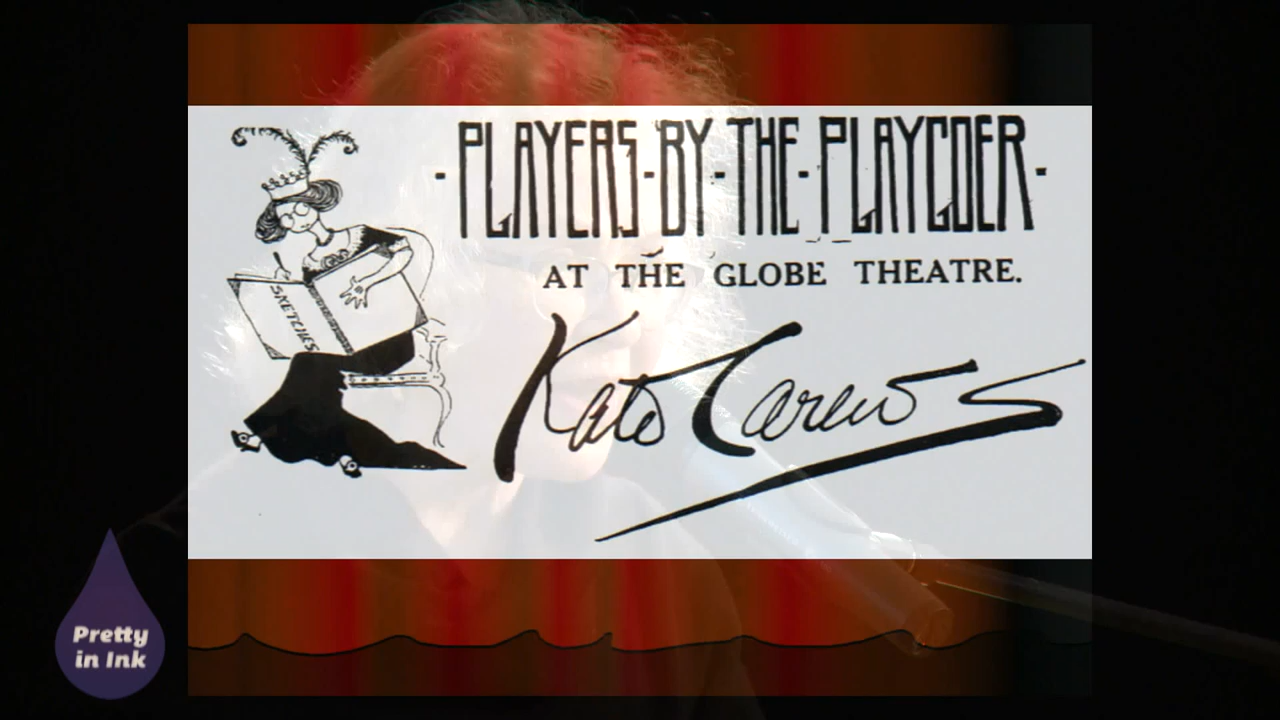 -PLAYERS-BY-THE-PLAYGOER-
AT THE GLOBE THEATRE.
Kate Carew
SKETCHES
Pretty
in Ink